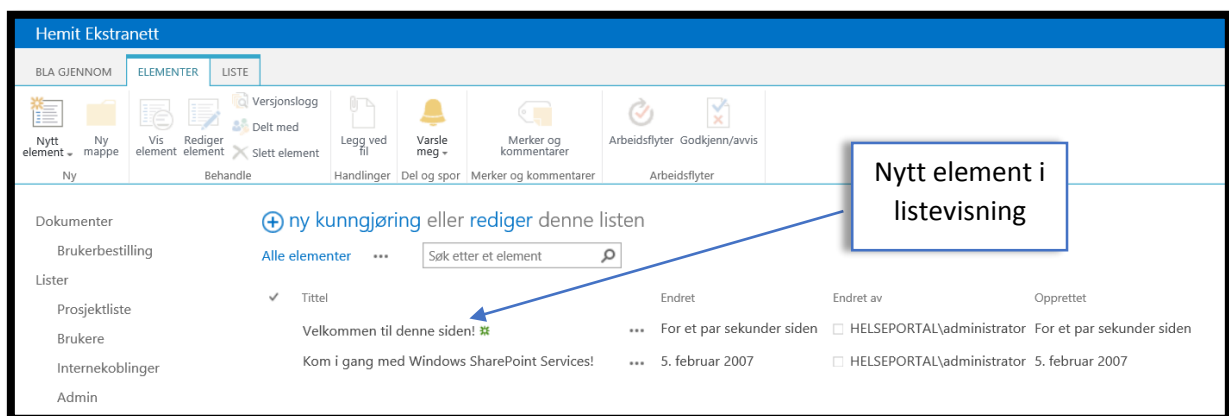 Hemit Ekstranett
BLA GJENNOM ELEMENTER LISTE
Nytt element
Ny mappe
Vis element
Rediger element
Versjonslogg
Delt med
Slett element
Legg ved fil
Varsle meg
Merker og kommentarer
Arbeidsflyter
Godkjenn/avvis
Ny Behandle Handlinger Del og spor Merker og kommentarer Arbeidsflyter
Nytt element i
listevisning
Dokumenter
Brukerbestilling
Lister
Prosjektliste
Brukere
Internekoblinger
Admin
ny kunngjøring eller rediger denne listen
Alle elementer ... Søk etter et element
Tittel Endret Endret av Opprettet
Velkommen til denne siden! ... For et par sekunder siden HELSEPORTAL\administrator For et par sekunder siden
Kom i gang med Windows SharePoint Services! ... 5. februar 2007 HELSEPORTAL\administrator 5. februar 2007